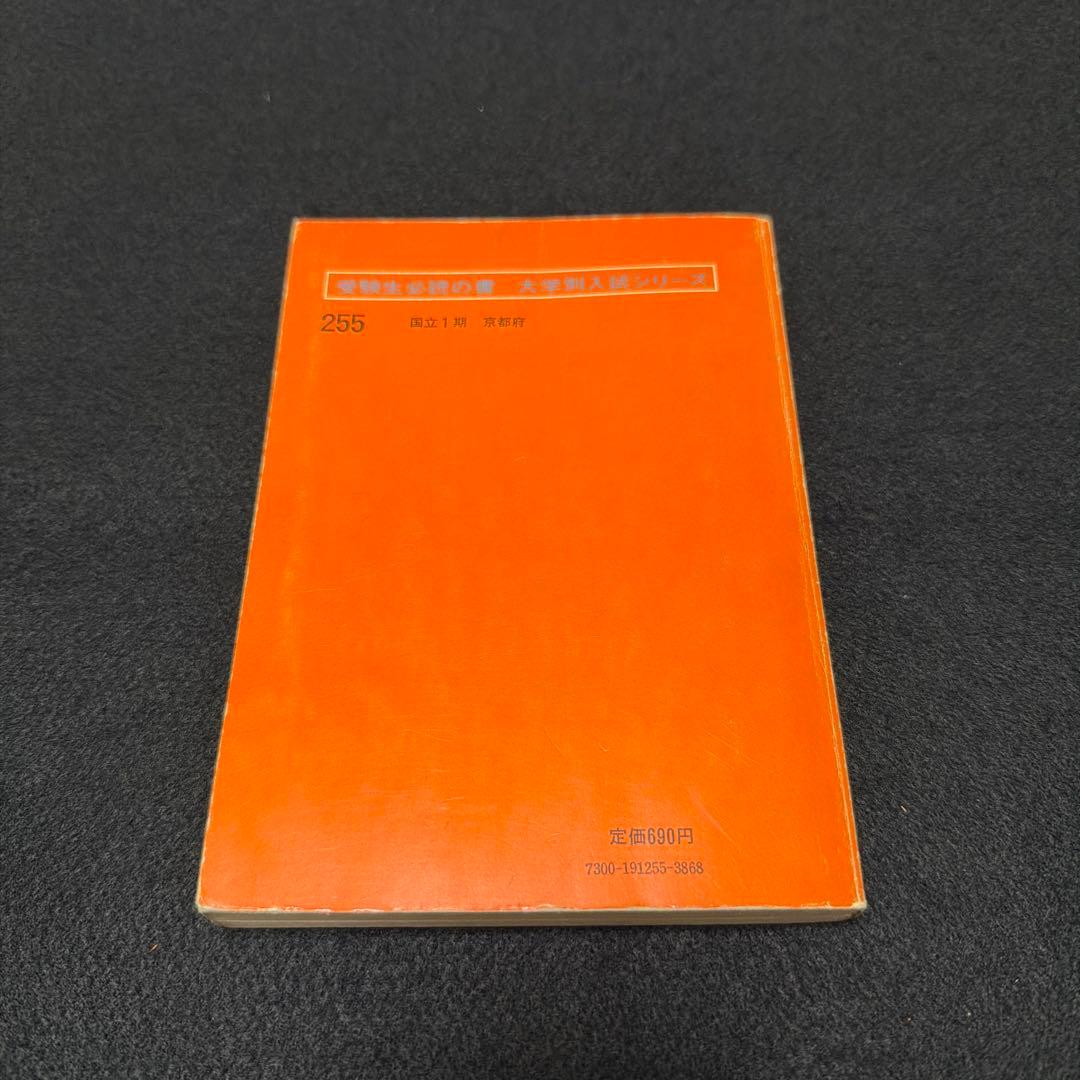 受験生必読の書 大学別入試シリーズ
255 国立1期 京都府
定価690円
7300-191255-3868